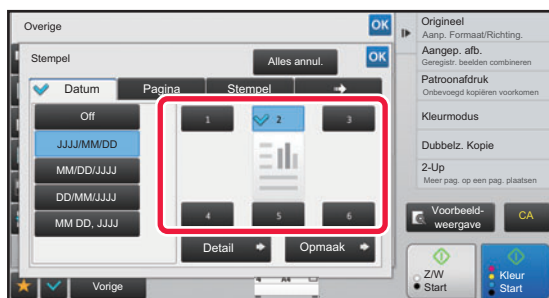 Overige
OK
Stempel
Alles annul.
OK
Datum
Pagina
Stempel
Off
JJJJ/MM/DD
MM/DD/JJJJ
DD/MM/JJJJ
MM DD, JJJJ
1
2
3
4
5
6
Detail
Opmaak
Vorige
A4
Origineel
Aanp. Formaat/Richting.
Aangep. afb.
Geregistr. beelden combineren
Patroonafdruk
Onbevoegd kopiëren voorkomen
Kleurmodus
Dubbelz. Kopie
2-Up
Meer pag. op een pag. plaatsen
Voorbeeld-
weergave
CA
Z/W
Start
Kleur
Start